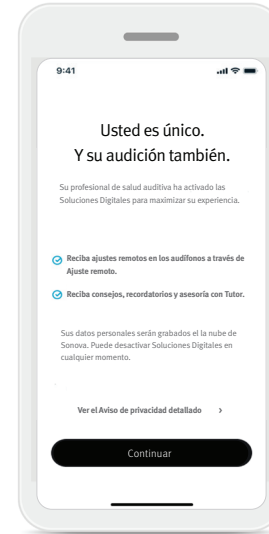 9:41
Usted es único.
Y su audición también.
Su profesional de salud auditiva ha activado las
Soluciones Digitales para maximizar su experiencia.
Reciba ajustes remotos en los audífonos a través de
Ajuste remoto.
Reciba consejos, recordatorios y asesoría con Tutor.
Sus datos personales serán grabados el la nube de
Sonova. Puede desactivar Soluciones Digitales en
cualquier momento.
Ver el Aviso de privacidad detallado
Continuar